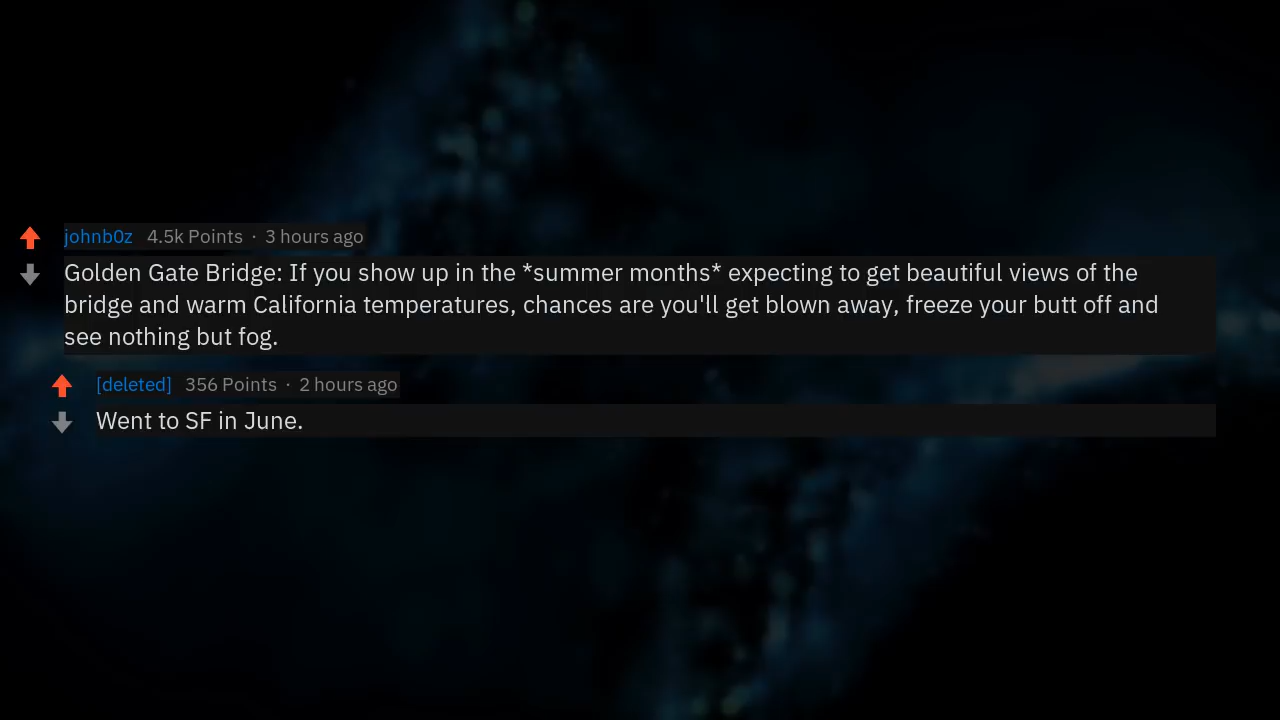 johnb0z 4.5k Points · 3 hours ago
Golden Gate Bridge: If you show up in the *summer months* expecting to get beautiful views of the
bridge and warm California temperatures, chances are you'll get blown away, freeze your butt off and
see nothing but fog.
[deleted] 356 Points · 2 hours ago
Went to SF in June.